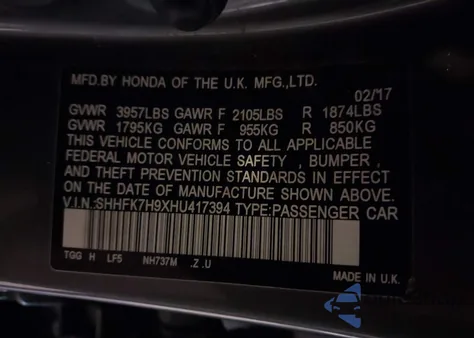 MFD.BY HONDA OF THE U.K. MFG.,LTD.
02/17
GVWR 3957LBS GAWR F 2105LBS R 1874LBS
GVWR 1795KG GAWR F 955KG R 850KG
THIS VEHICLE CONFORMS TO ALL APPLICABLE
FEDERAL MOTOR VEHICLE SAFETY , BUMPER ,
AND THEFT PREVENTION STANDARDS IN EFFECT
ON THE DATE OF MANUFACTURE SHOWN ABOVE.
V.I.N:SHHFK7H9XHU417394 TYPE:PASSENGER CAR
TGG H LF5 NH737M .Z .U
MADE IN U.K.